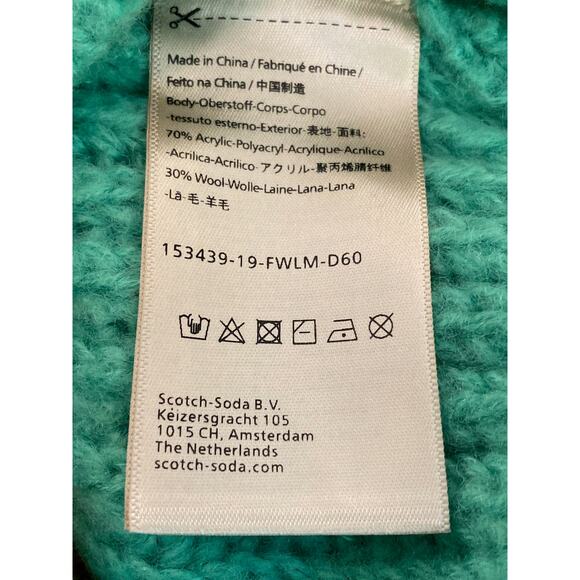 Made in China / Fabriqué en Chine /
Feito na China / 中国制造
Body-Oberstoff-Corps-Corpo
-tessuto esterno-Exterior-表地-面料:
70% Acrylic-Polyacryl-Acrylique-Acrilico
-Acrilica-Acrílico-アクリル-聚丙烯腈纤维
30% Wool-Wolle-Laine-Lana-Lana
-Lã-毛-羊毛
153439-19-FWLM-D60
Scotch-Soda B.V.
Keizersgracht 105
1015 CH, Amsterdam
The Netherlands
scotch-soda.com